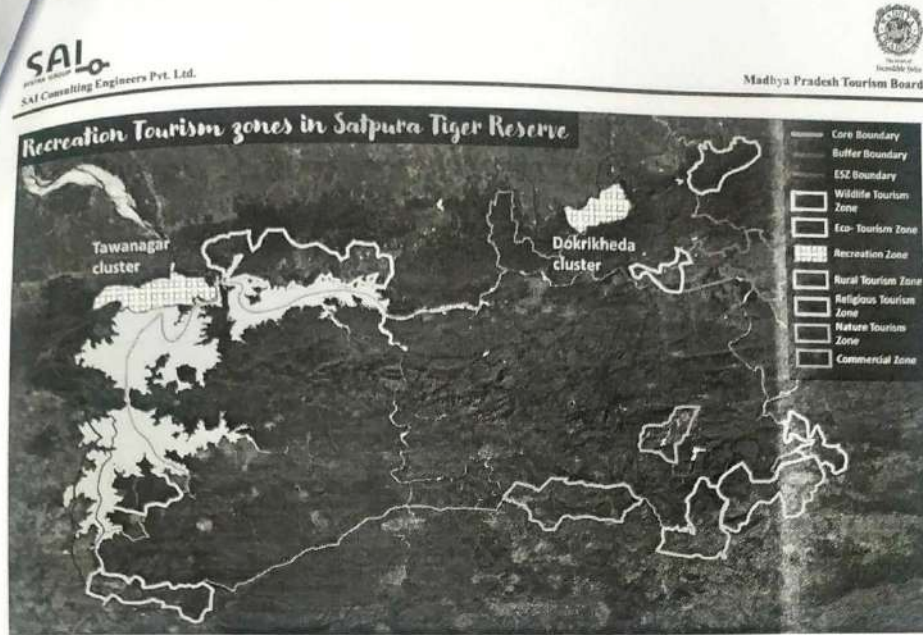 SAI
SAI Consulting Engineers Pvt. Ltd.
Madhya Pradesh Tourism Board
Recreation Tourism zones in Satpura Tiger Reserve
Tawanagar
cluster
Dokrikheda
cluster
Core Boundary
Buffer Boundary
ESZ Boundary
Wildlife Tourism
Zone
Eco- Tourism Zone
Recreation Zone
Rural Tourism Zone
Religious Tourism
Zone
Nature Tourism
Zone
Commercial Zone